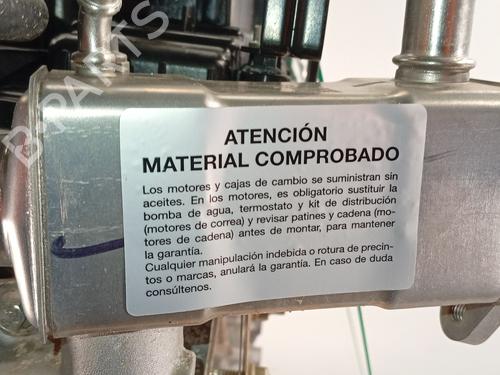 B-PARTS
ATENCIÓN
MATERIAL COMPROBADO
Los motores y cajas de cambio se suministran sin
aceites. En los motores, es obligatorio sustituir la
bomba de agua, termostato y kit de distribución
(motores de correa) y revisar patines y cadena (mo-
tores de cadena) antes de montar, para mantener
la garantía.
Cualquier manipulación indebida o rotura de precin-
tos o marcas, anulará la garantía. En caso de duda
consúltenos.